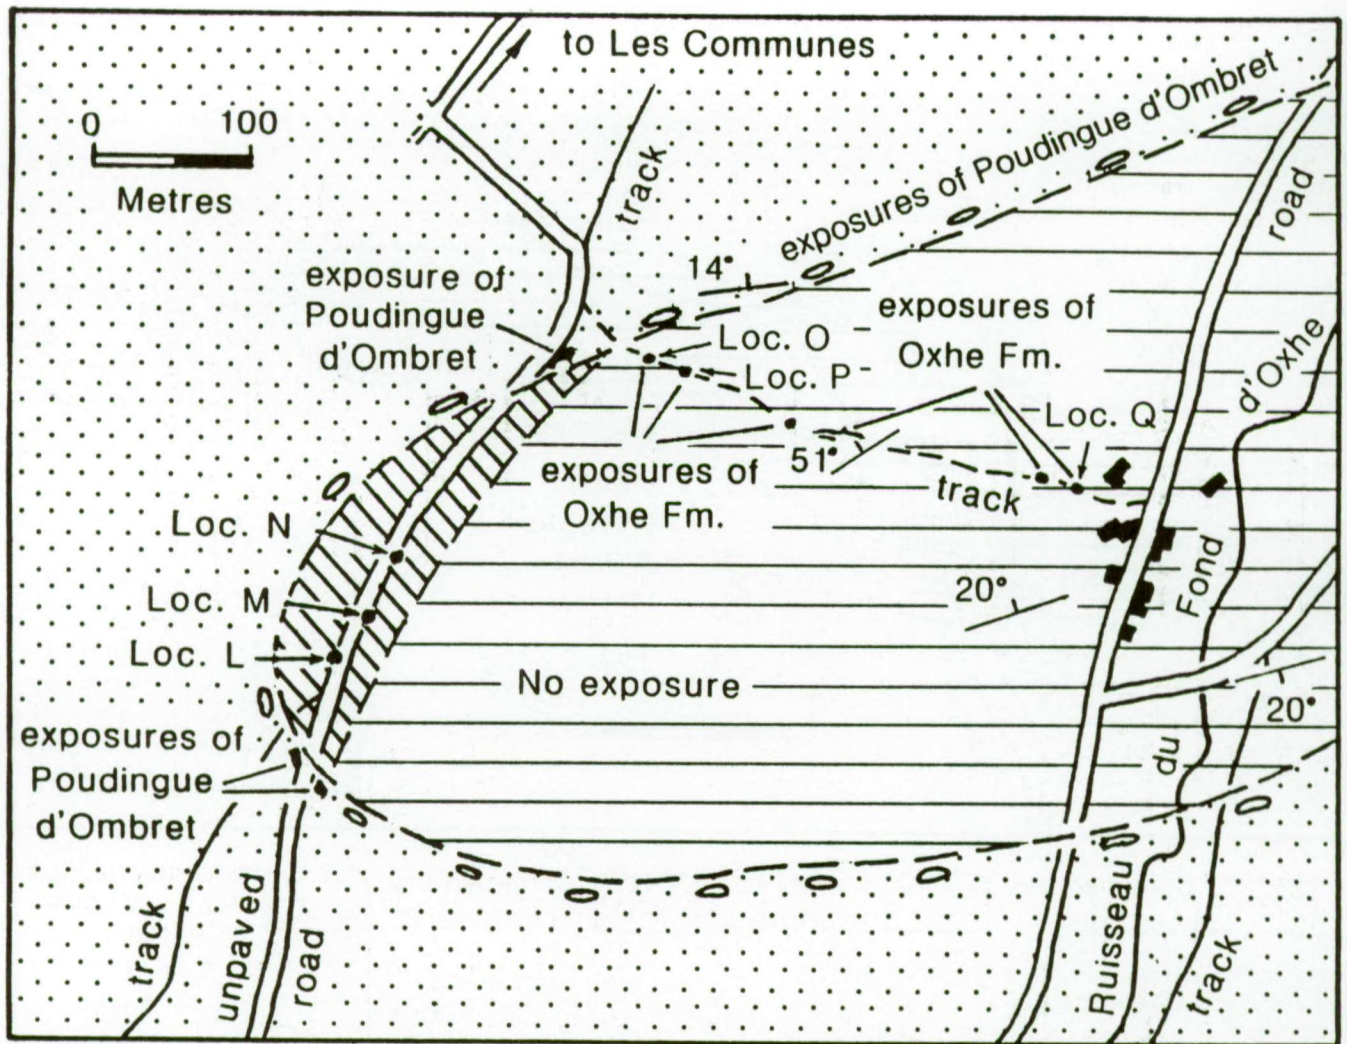 to Les Communes
0 100
Metres
track
exposures of Poudingue d'Ombret
road
exposure of
Poudingue
d'Ombret
14°
exposures of
Oxhe Fm.
Loc. O
Loc. P
d'Oxhe
Loc. Q
51°
exposures of
Oxhe Fm.
track
Loc. N
Fond
20°
Loc. M
Loc. L
No exposure
20°
exposures of
Poudingue
d'Ombret
du
track
unpaved
road
Ruisseau
track